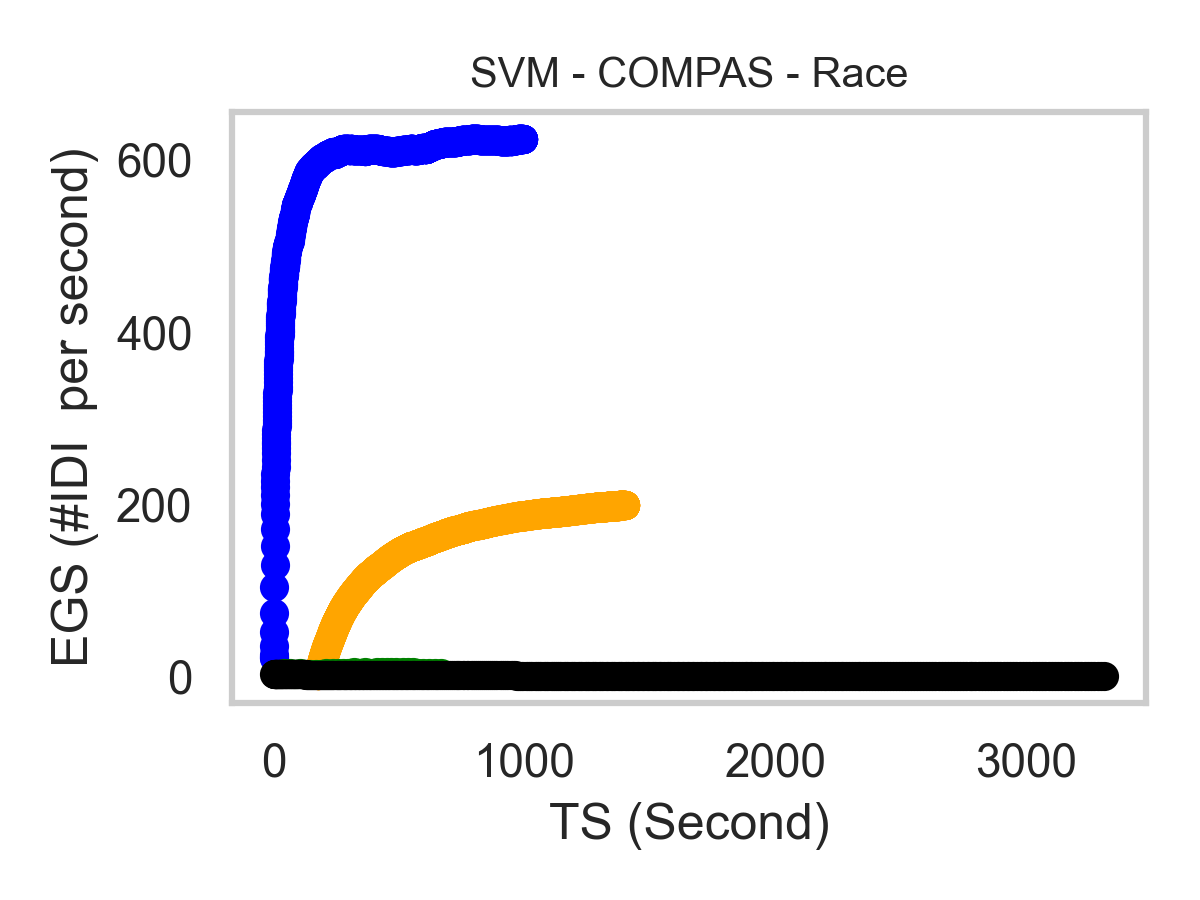 SVM - COMPAS - Race
EGS (#IDI  per second)
600
400
200
0
0 1000 2000 3000
TS (Second)